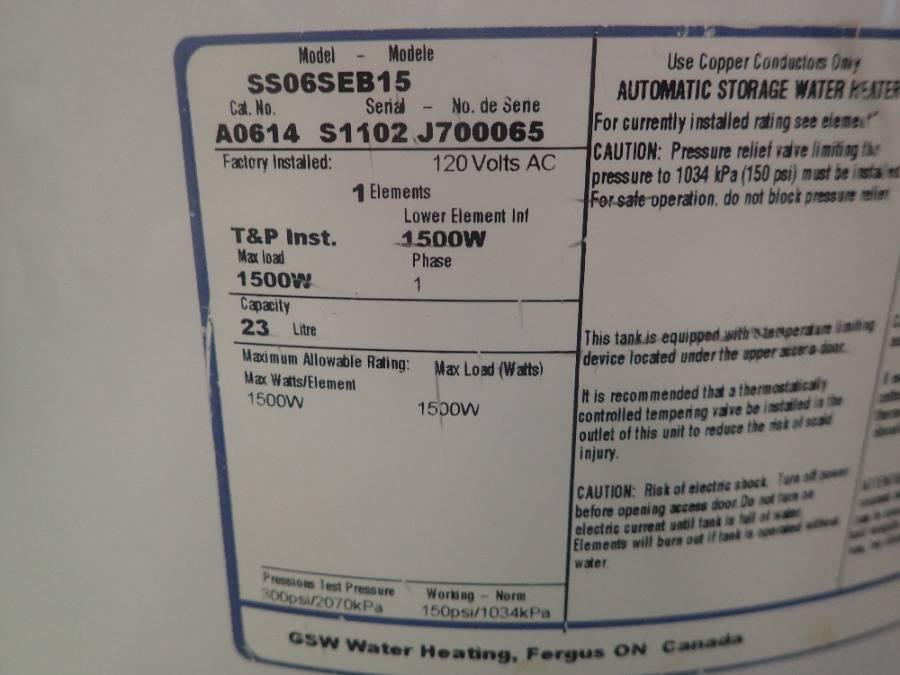 Model - Modele
SS06SEB15
Cat. No. Serial - No. de Serie
A0614 S1102 J700065
Factory Installed: 120 Volts AC
1 Elements
Lower Element Inf
T&P Inst. 1500W
Max load Phase
1500W 1
Capacity
23 Litre
Maximum Allowable Rating: Max Load (Watts)
Max Watts/Element
1500W 1500W
Pressions Test Pressure Working - Norm
300psi/2070kPa 150psi/1034kPa
Use Copper Conductors Only
AUTOMATIC STORAGE WATER HEATER
For currently installed rating see element
CAUTION: Pressure relief valve limiting the
pressure to 1034 kPa (150 psi) must be installed
For safe operation, do not block pressure relief
This tank is equipped with temperature limiting
device located under the upper access door.
It is recommended that a thermostatically
controlled tempering valve be installed in the
outlet of this unit to reduce the risk of scald
injury.
CAUTION: Risk of electric shock. Turn off power
before opening access door. Do not turn on
electric current until tank is full of water.
Elements will burn out if tank is operated without
water.
GSW Water Heating, Fergus ON Canada